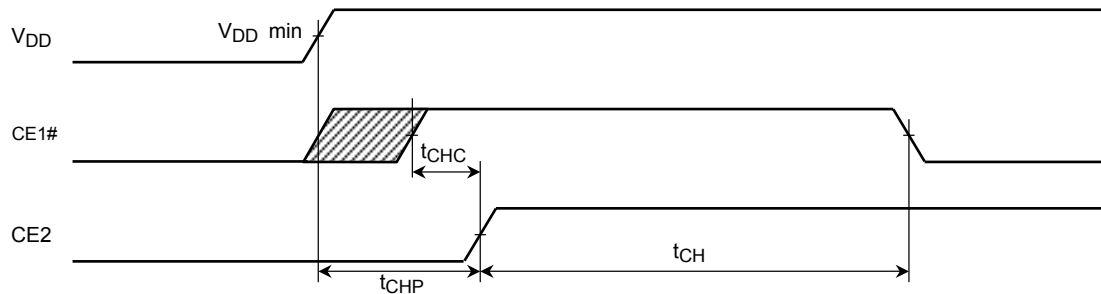 VDD
VDD min
CE1#
tCHC
CE2
tCHP
tCH